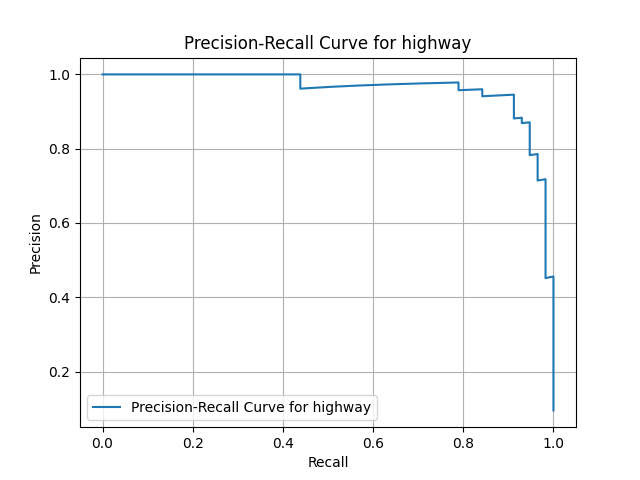 Precision-Recall Curve for highway
1.0
0.8
0.6
0.4
0.2
Precision
Precision-Recall Curve for highway
0.0 0.2 0.4 0.6 0.8 1.0
Recall